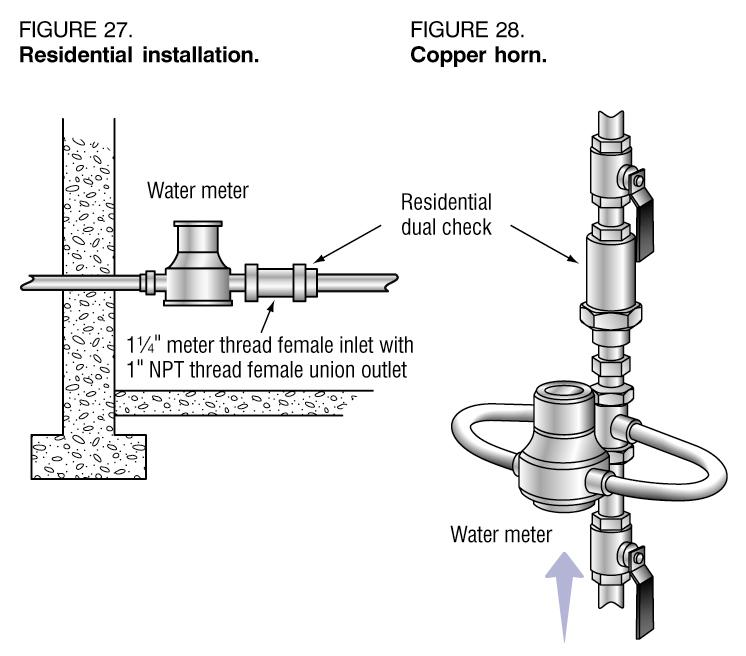 FIGURE 27.
Residential installation.
FIGURE 28.
Copper horn.
Water meter
Residential
dual check
1¼" meter thread female inlet with
1" NPT thread female union outlet
Water meter